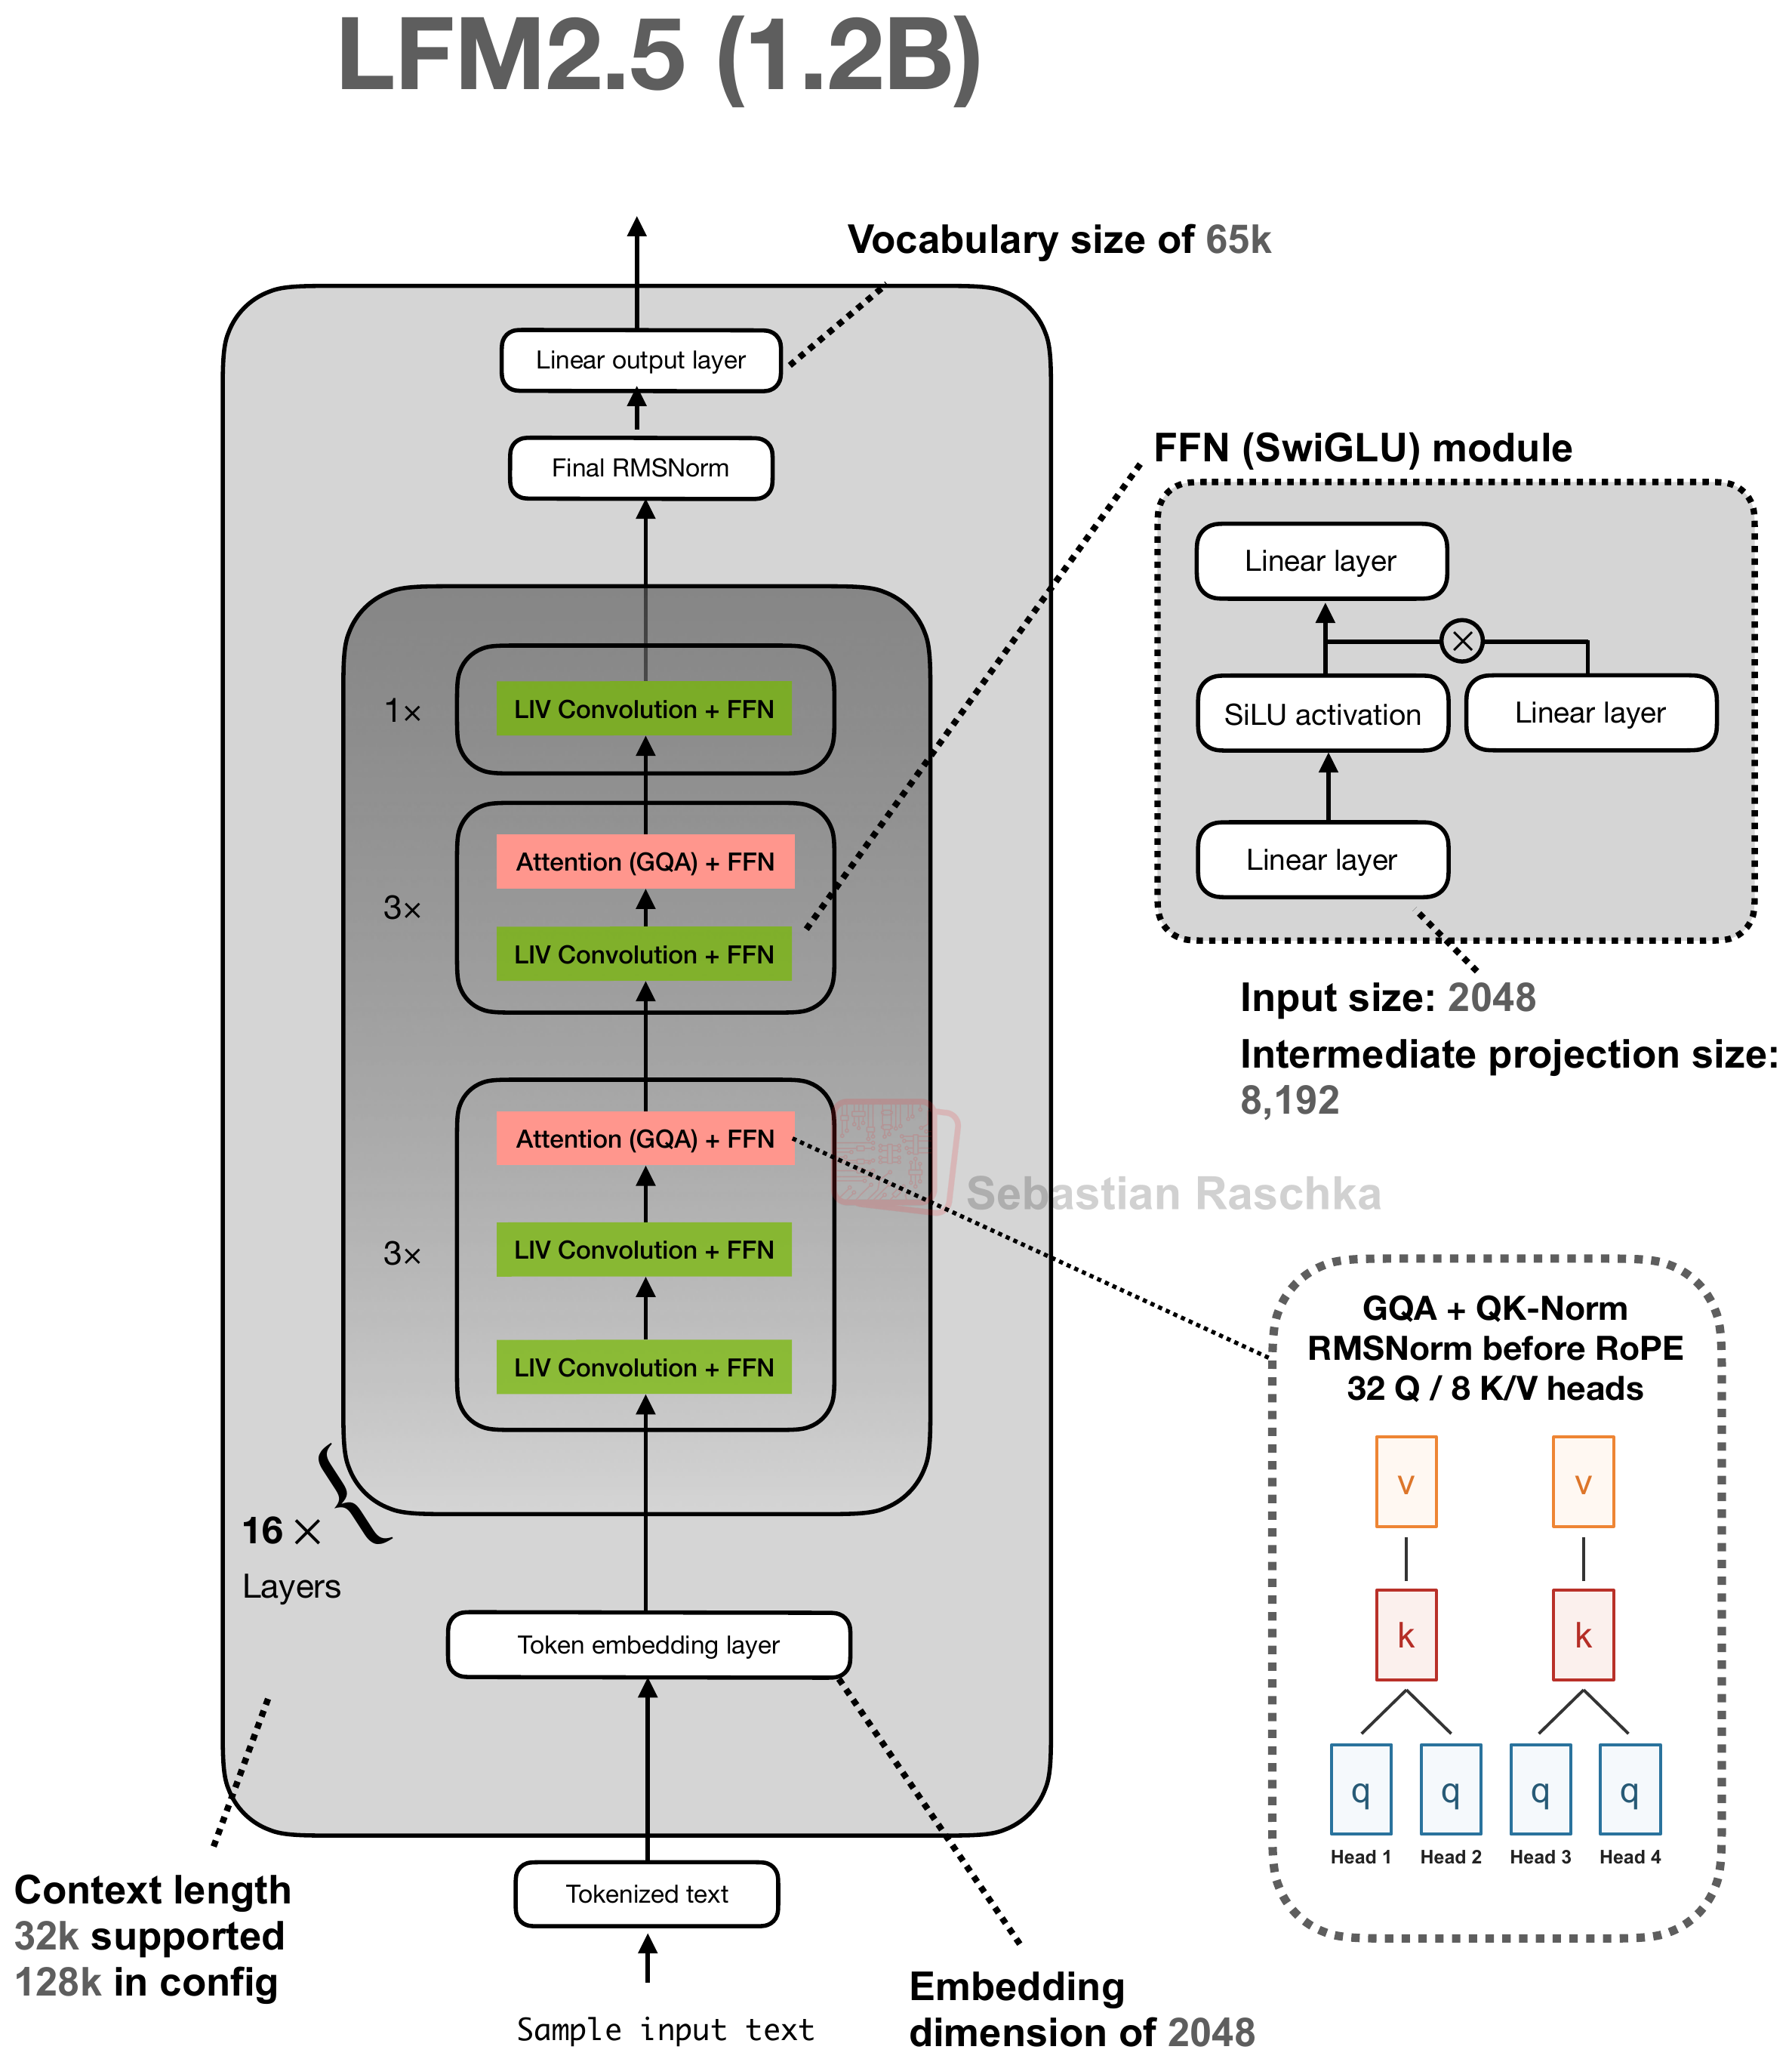 LFM2.5 (1.2B)
Vocabulary size of 65k
Linear output layer
Final RMSNorm
1×
LIV Convolution + FFN
3×
Attention (GQA) + FFN
LIV Convolution + FFN
3×
Attention (GQA) + FFN
LIV Convolution + FFN
LIV Convolution + FFN
16 ×
Layers
Token embedding layer
Tokenized text
Sample input text
Context length
32k supported
128k in config
Embedding
dimension of 2048
FFN (SwiGLU) module
Linear layer
SiLU activation
Linear layer
Linear layer
Input size: 2048
Intermediate projection size:
8,192
Sebastian Raschka
GQA + QK-Norm
RMSNorm before RoPE
32 Q / 8 K/V heads
v v
k k
q q q q
Head 1 Head 2 Head 3 Head 4